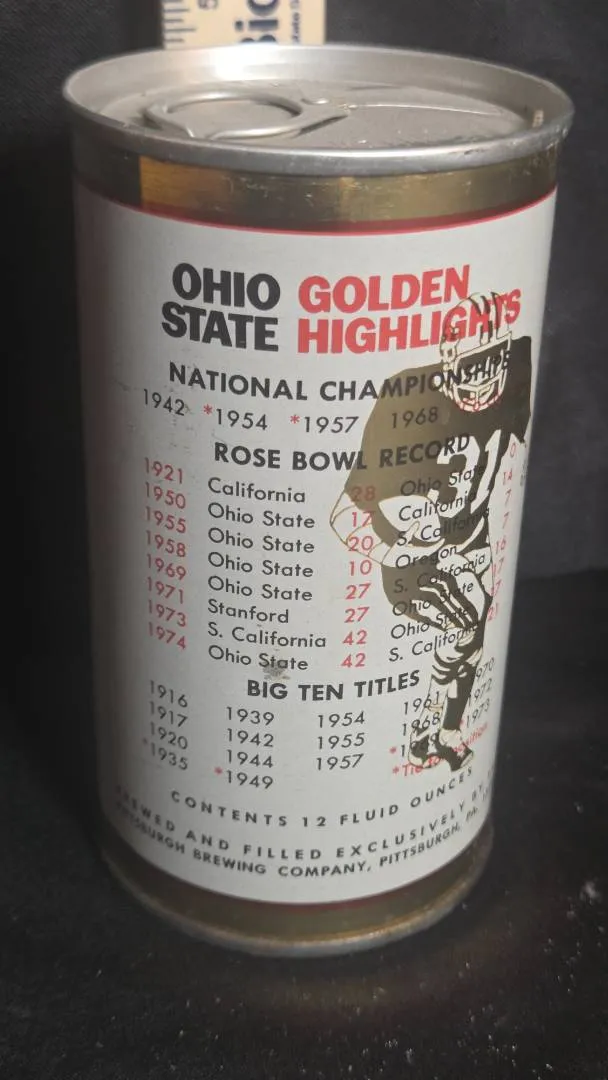 OHIO STATE GOLDEN HIGHLIGHTS
NATIONAL CHAMPIONSHIPS
1942 *1954 *1957 1968
ROSE BOWL RECORD
1921 California 28 Ohio State 0
1950 Ohio State 17 California 14
1955 Ohio State 20 S. California 7
1958 Ohio State 10 Oregon 7
1969 Ohio State 27 S. California 16
1971 Stanford 27 Ohio State 17
1973 S. California 42 Ohio State 17
1974 Ohio State 42 S. California 21
BIG TEN TITLES
1916 1939 1954 1961 1970
1917 1942 1955 1968 1972
1920 1944 1957 *1973
*1935 *1949 *Tie
CONTENTS 12 FLUID OUNCES
BREWED AND FILLED EXCLUSIVELY BY
PITTSBURGH BREWING COMPANY, PITTSBURGH, PA.